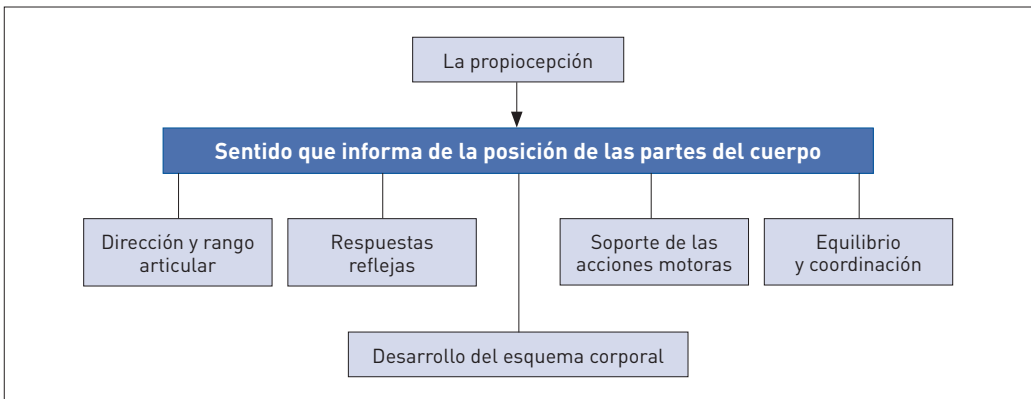 La propiocepción
Sentido que informa de la posición de las partes del cuerpo
Dirección y rango
articular
Respuestas
reflejas
Soporte de las
acciones motoras
Equilibrio
y coordinación
Desarrollo del esquema corporal